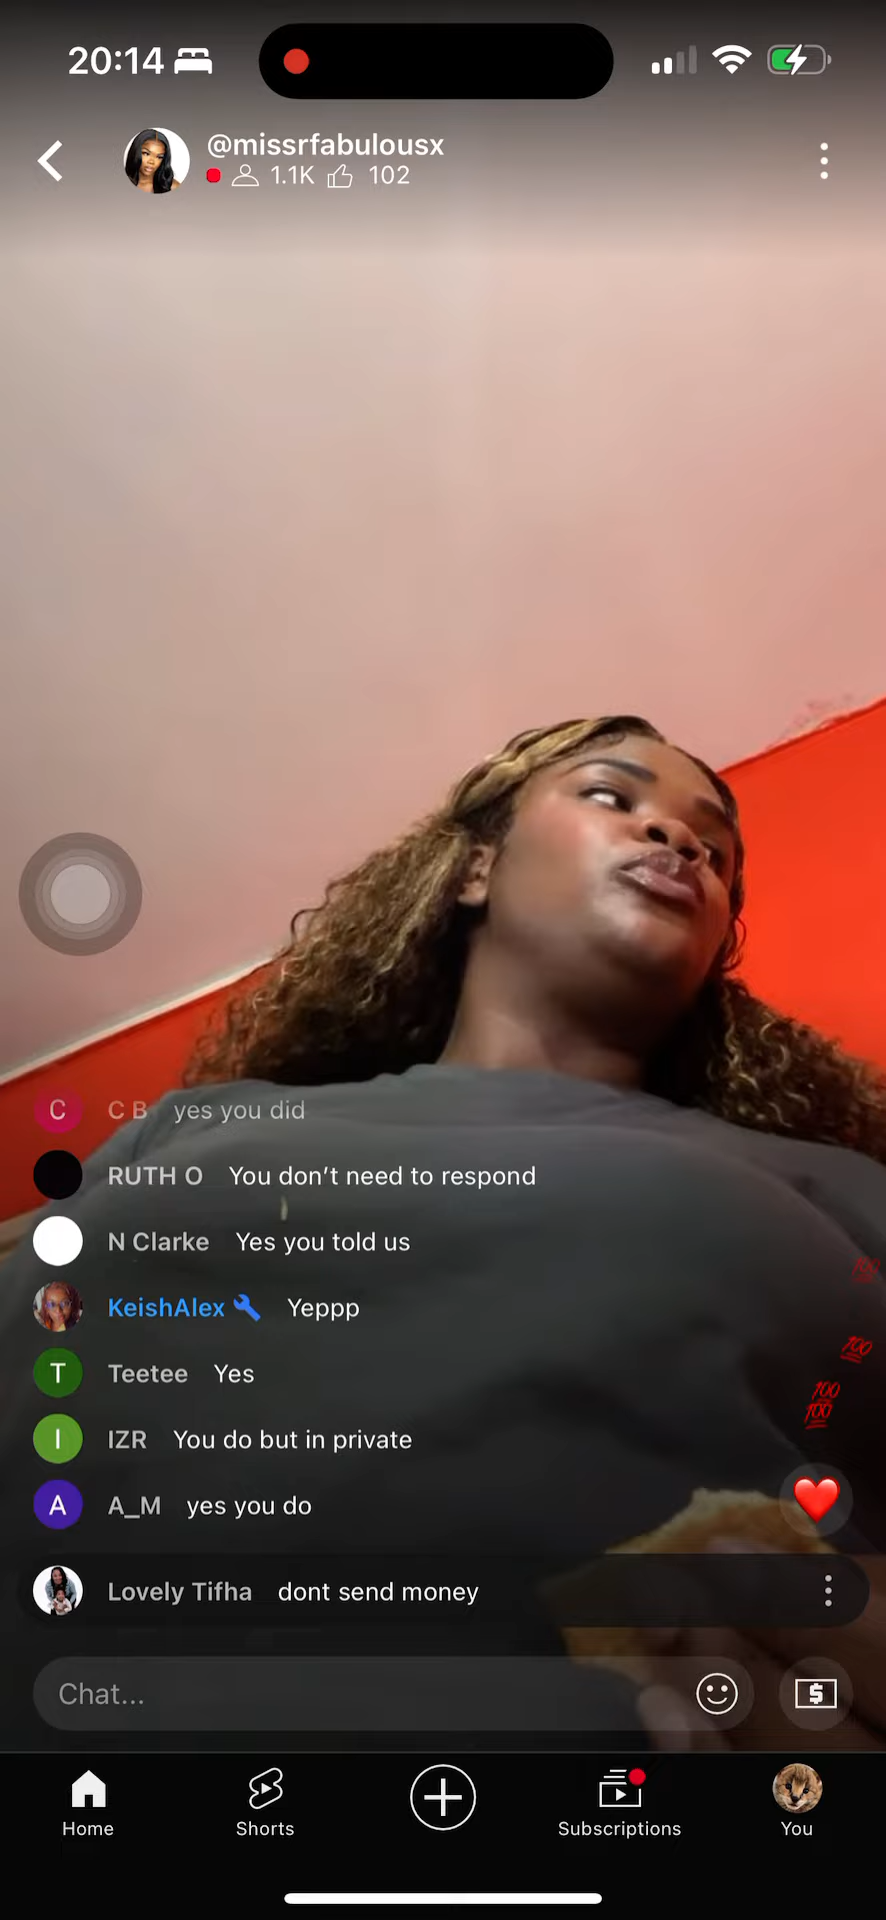 20:14
@missrfabulousx
1.1K 102
C C B yes you did
RUTH O You don’t need to respond
N Clarke Yes you told us
KeishAlex Yeppp
T Teetee Yes
I IZR You do but in private
A A_M yes you do
Lovely Tifha dont send money
Chat...
Home Shorts Subscriptions You